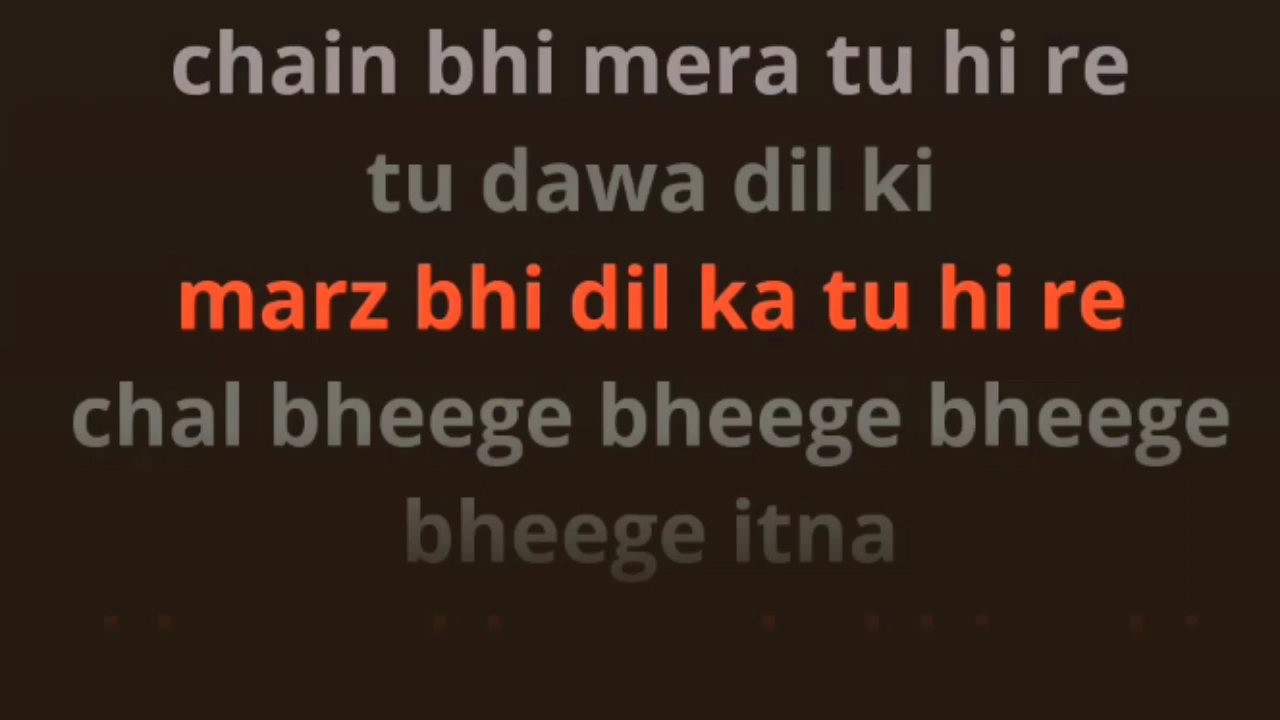 chain bhi mera tu hi re
tu dawa dil ki
marz bhi dil ka tu hi re
chal bheege bheege bheege
bheege itna